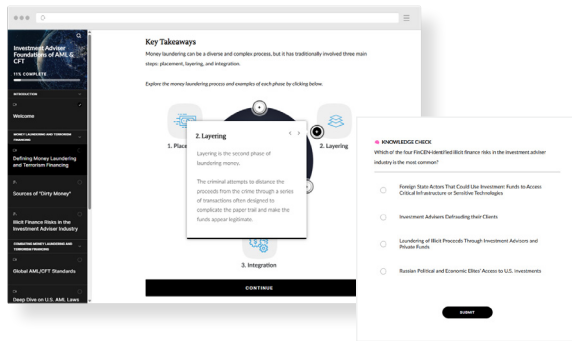 Investment Adviser
Foundations of AML &
CFT
11% COMPLETE
INTRODUCTION
Welcome
MONEY LAUNDERING AND TERRORISM
FINANCING
Defining Money Laundering
and Terrorism Financing
Sources of "Dirty Money"
Illicit Finance Risks in the
Investment Adviser Industry
COMBATING MONEY LAUNDERING AND
TERRORISM FINANCING
Global AML/CFT Standards
Deep Dive on U.S. AML Laws
Key Takeaways
Money laundering can be a diverse and complex process, but it has traditionally involved three main
steps: placement, layering, and integration.
Explore the money laundering process and examples of each phase by clicking below.
1. Place
2. Layering
2. Layering
Layering is the second phase of
laundering money.
The criminal attempts to distance the
proceeds from the crime through a series
of transactions often designed to
complicate the paper trail and make the
funds appear legitimate.
3. Integration
CONTINUE
KNOWLEDGE CHECK
Which of the four FinCEN-identified illicit finance risks in the investment adviser
industry is the most common?
Foreign State Actors That Could Use Investment Funds to Access
Critical Infrastructure or Sensitive Technologies
Investment Advisers Defrauding their Clients
Laundering of Illicit Proceeds Through Investment Advisors and
Private Funds
Russian Political and Economic Elites' Access to U.S. Investments
SUBMIT